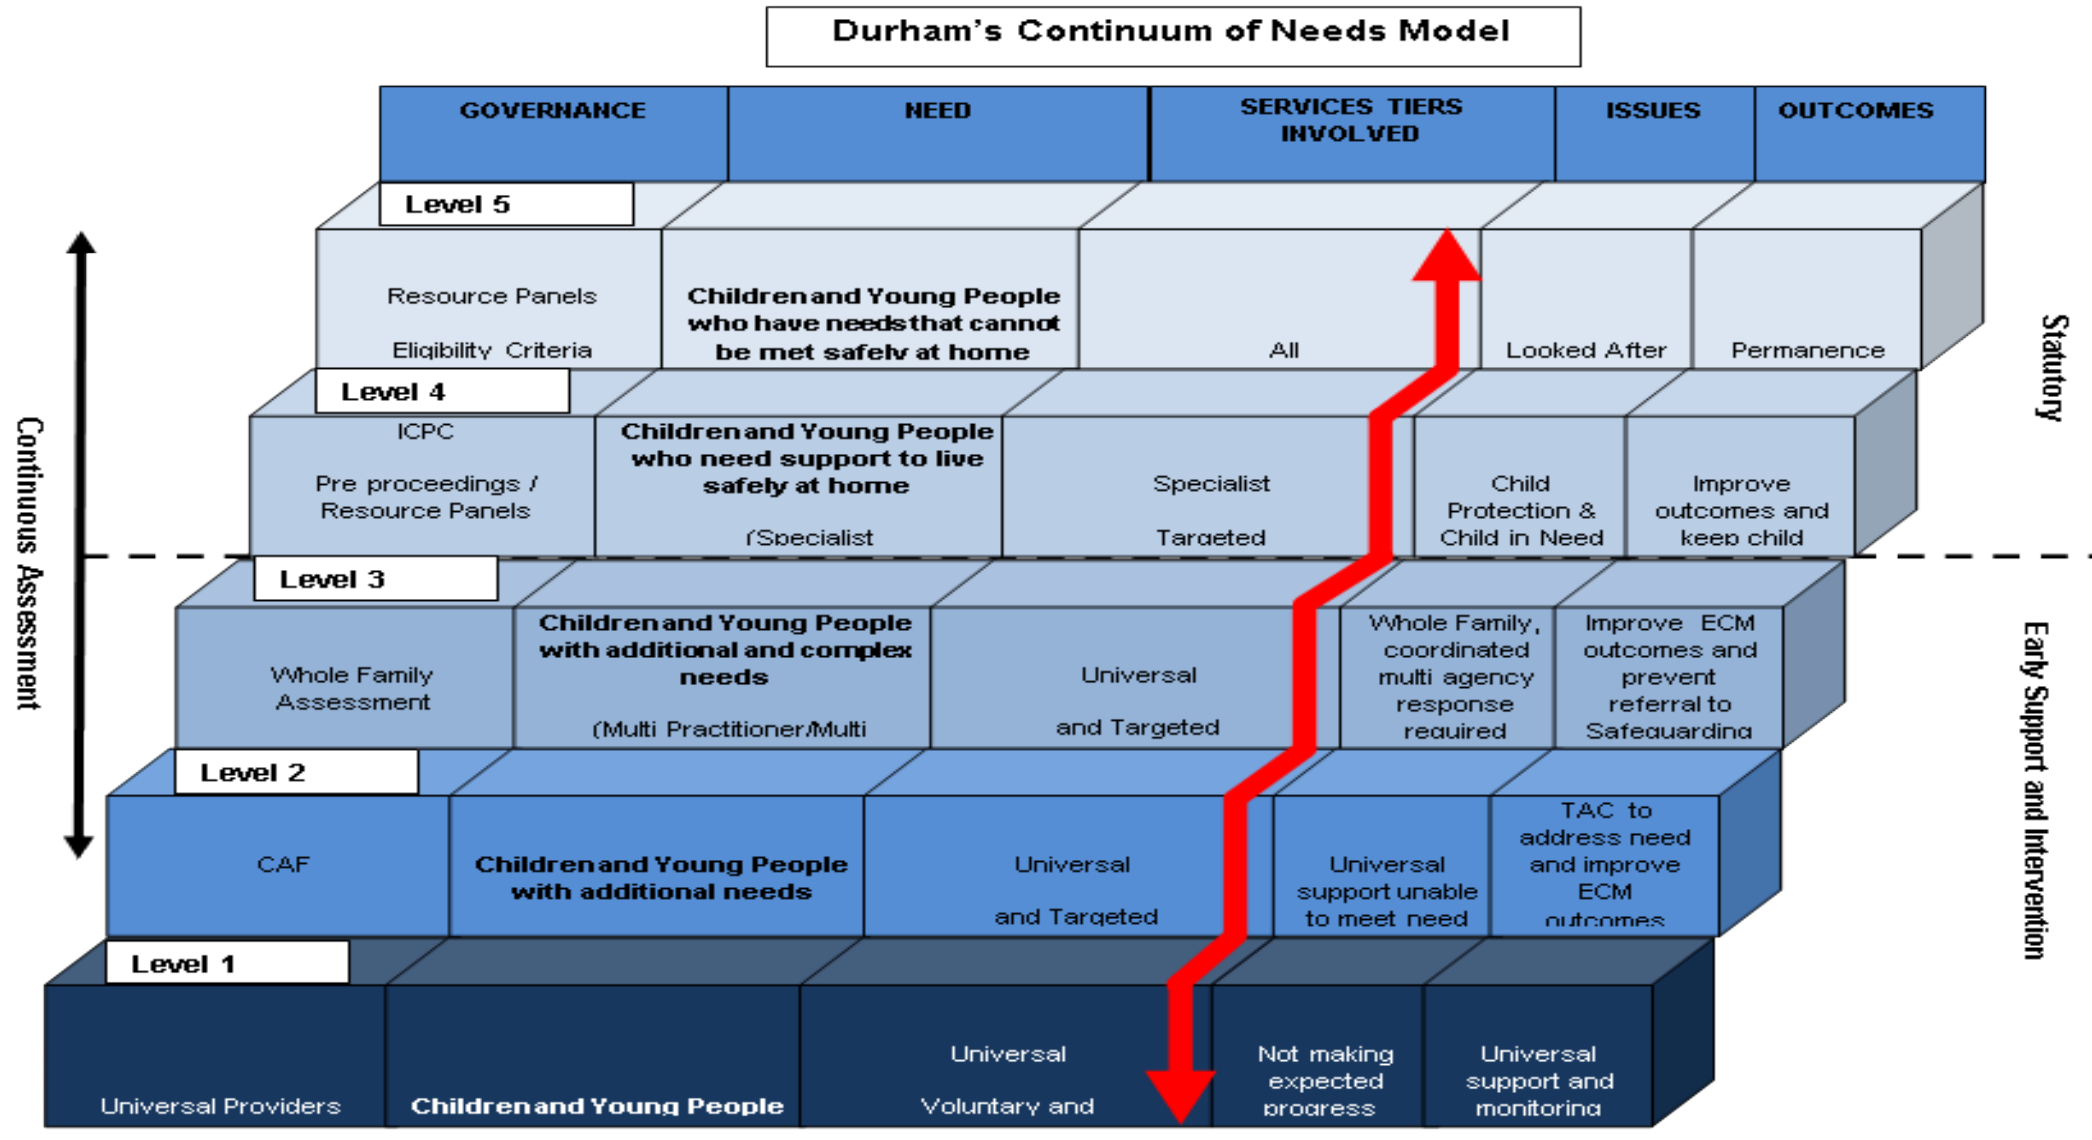 Durham's Continuum of Needs Model
GOVERNANCE
NEED
SERVICES TIERS
INVOLVED
ISSUES
OUTCOMES
Level 5
Resource Panels
Eligibility Criteria
Children and Young People
who have needs that cannot
be met safely at home
All
Looked After
Permanence
Level 4
ICPC
Pre proceedings /
Resource Panels
Children and Young People
who need support to live
safely at home
(Specialist
Specialist
Targeted
Child
Protection &
Child in Need
Improve
outcomes and
keep child
Level 3
Whole Family
Assessment
Children and Young People
with additional and complex
needs
(Multi Practitioner/Multi
Universal
and Targeted
Whole Family,
coordinated
multi agency
response
required
Improve ECM
outcomes and
prevent
referral to
Safeguarding
Level 2
CAF
Children and Young People
with additional needs
Universal
and Targeted
Universal
support unable
to meet need
TAC to
address need
and improve
ECM
outcomes
Level 1
Universal Providers
Children and Young People
Universal
Voluntary and
Not making
expected
progress
Universal
support and
monitoring
Continuous Assessment
Statutory
Early Support and Intervention